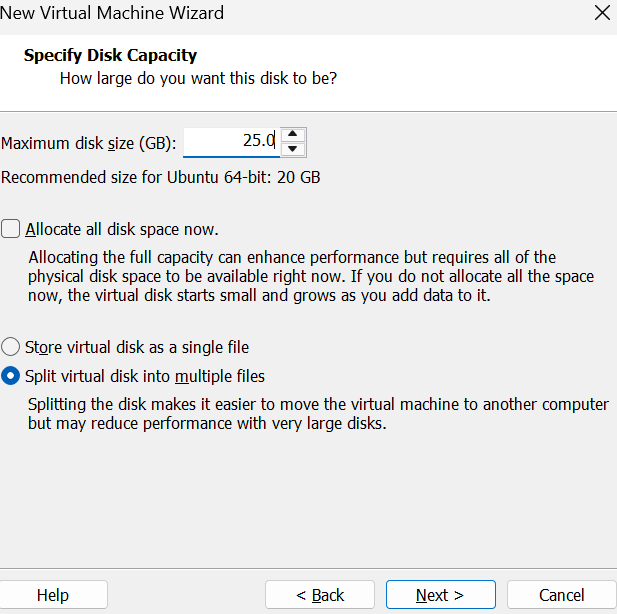 New Virtual Machine Wizard
Specify Disk Capacity
How large do you want this disk to be?
Maximum disk size (GB): 25.0
Recommended size for Ubuntu 64-bit: 20 GB
Allocate all disk space now.
Allocating the full capacity can enhance performance but requires all of the
physical disk space to be available right now. If you do not allocate all the space
now, the virtual disk starts small and grows as you add data to it.
Store virtual disk as a single file
Split virtual disk into multiple files
Splitting the disk makes it easier to move the virtual machine to another computer
but may reduce performance with very large disks.
Help < Back Next > Cancel